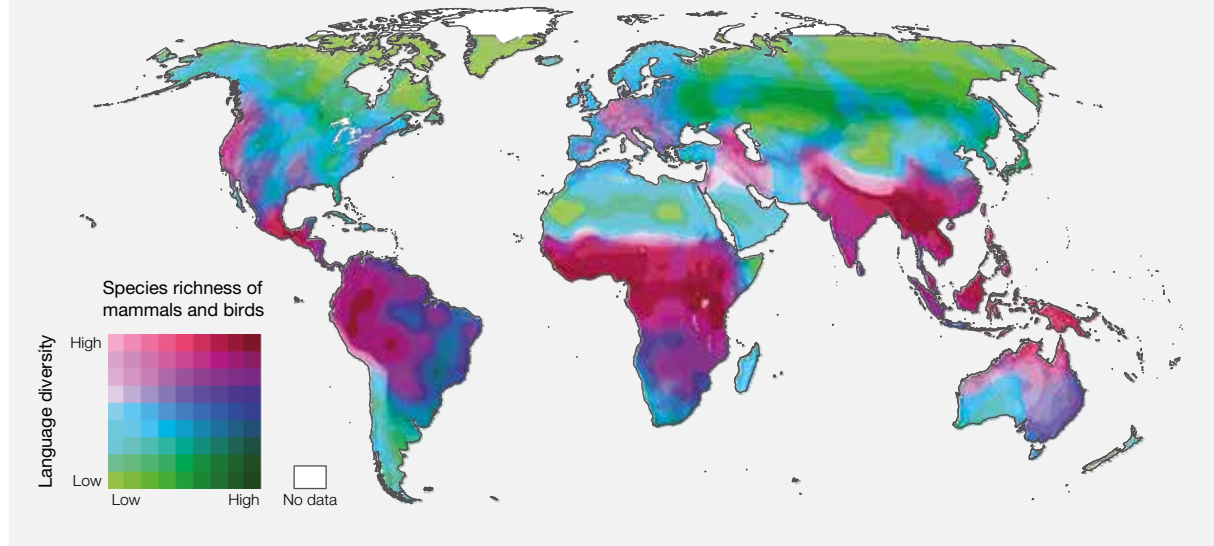 Species richness of
mammals and birds
High
Language diversity
Low
Low
High
No data